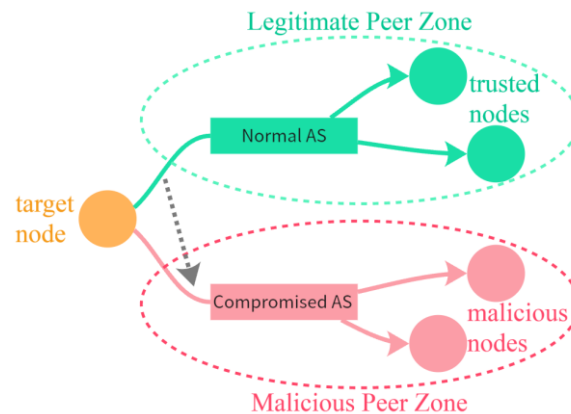 Legitimate Peer Zone
trusted
nodes
Normal AS
target
node
Compromised AS
malicious
nodes
Malicious Peer Zone